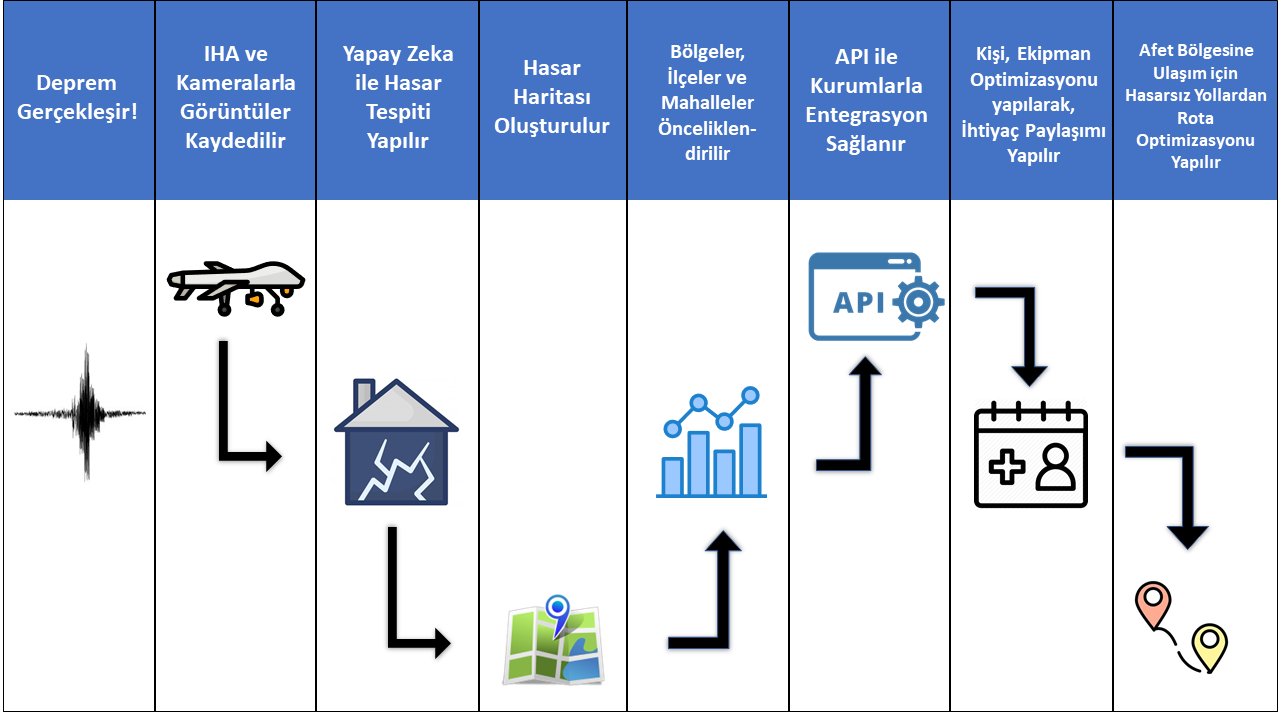 Deprem
Gerçekleşir!
IHA ve
Kameralarla
Görüntüler
Kaydedilir
Yapay Zeka
ile Hasar
Tespiti
Yapılır
Hasar
Haritası
Oluşturulur
Bölgeler,
İlçeler ve
Mahalleler
Önceliklen-
dirilir
API ile
Kurumlarla
Entegrasyon
Sağlanır
Kişi, Ekipman
Optimizasyonu
yapılarak,
İhtiyaç Paylaşımı
Yapılır
Afet Bölgesine
Ulaşım için
Hasarsız Yollardan
Rota
Optimizasyonu
Yapılır
API